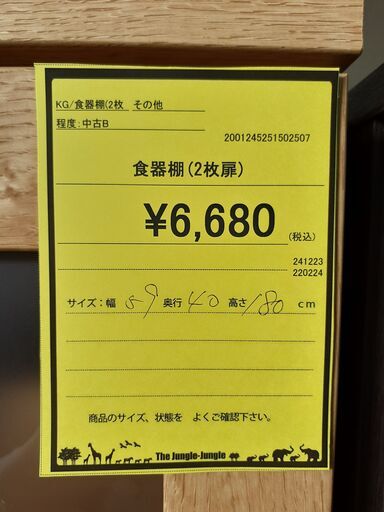 KG/食器棚(2枚 その他
程度:中古B
2001245251502507
食器棚(2枚扉)
¥6,680
(税込)
241223
220224
サイズ:幅 59 奥行 40 高さ 180 cm
商品のサイズ、状態を よくご確認下さい。
The Jungle-Jungle